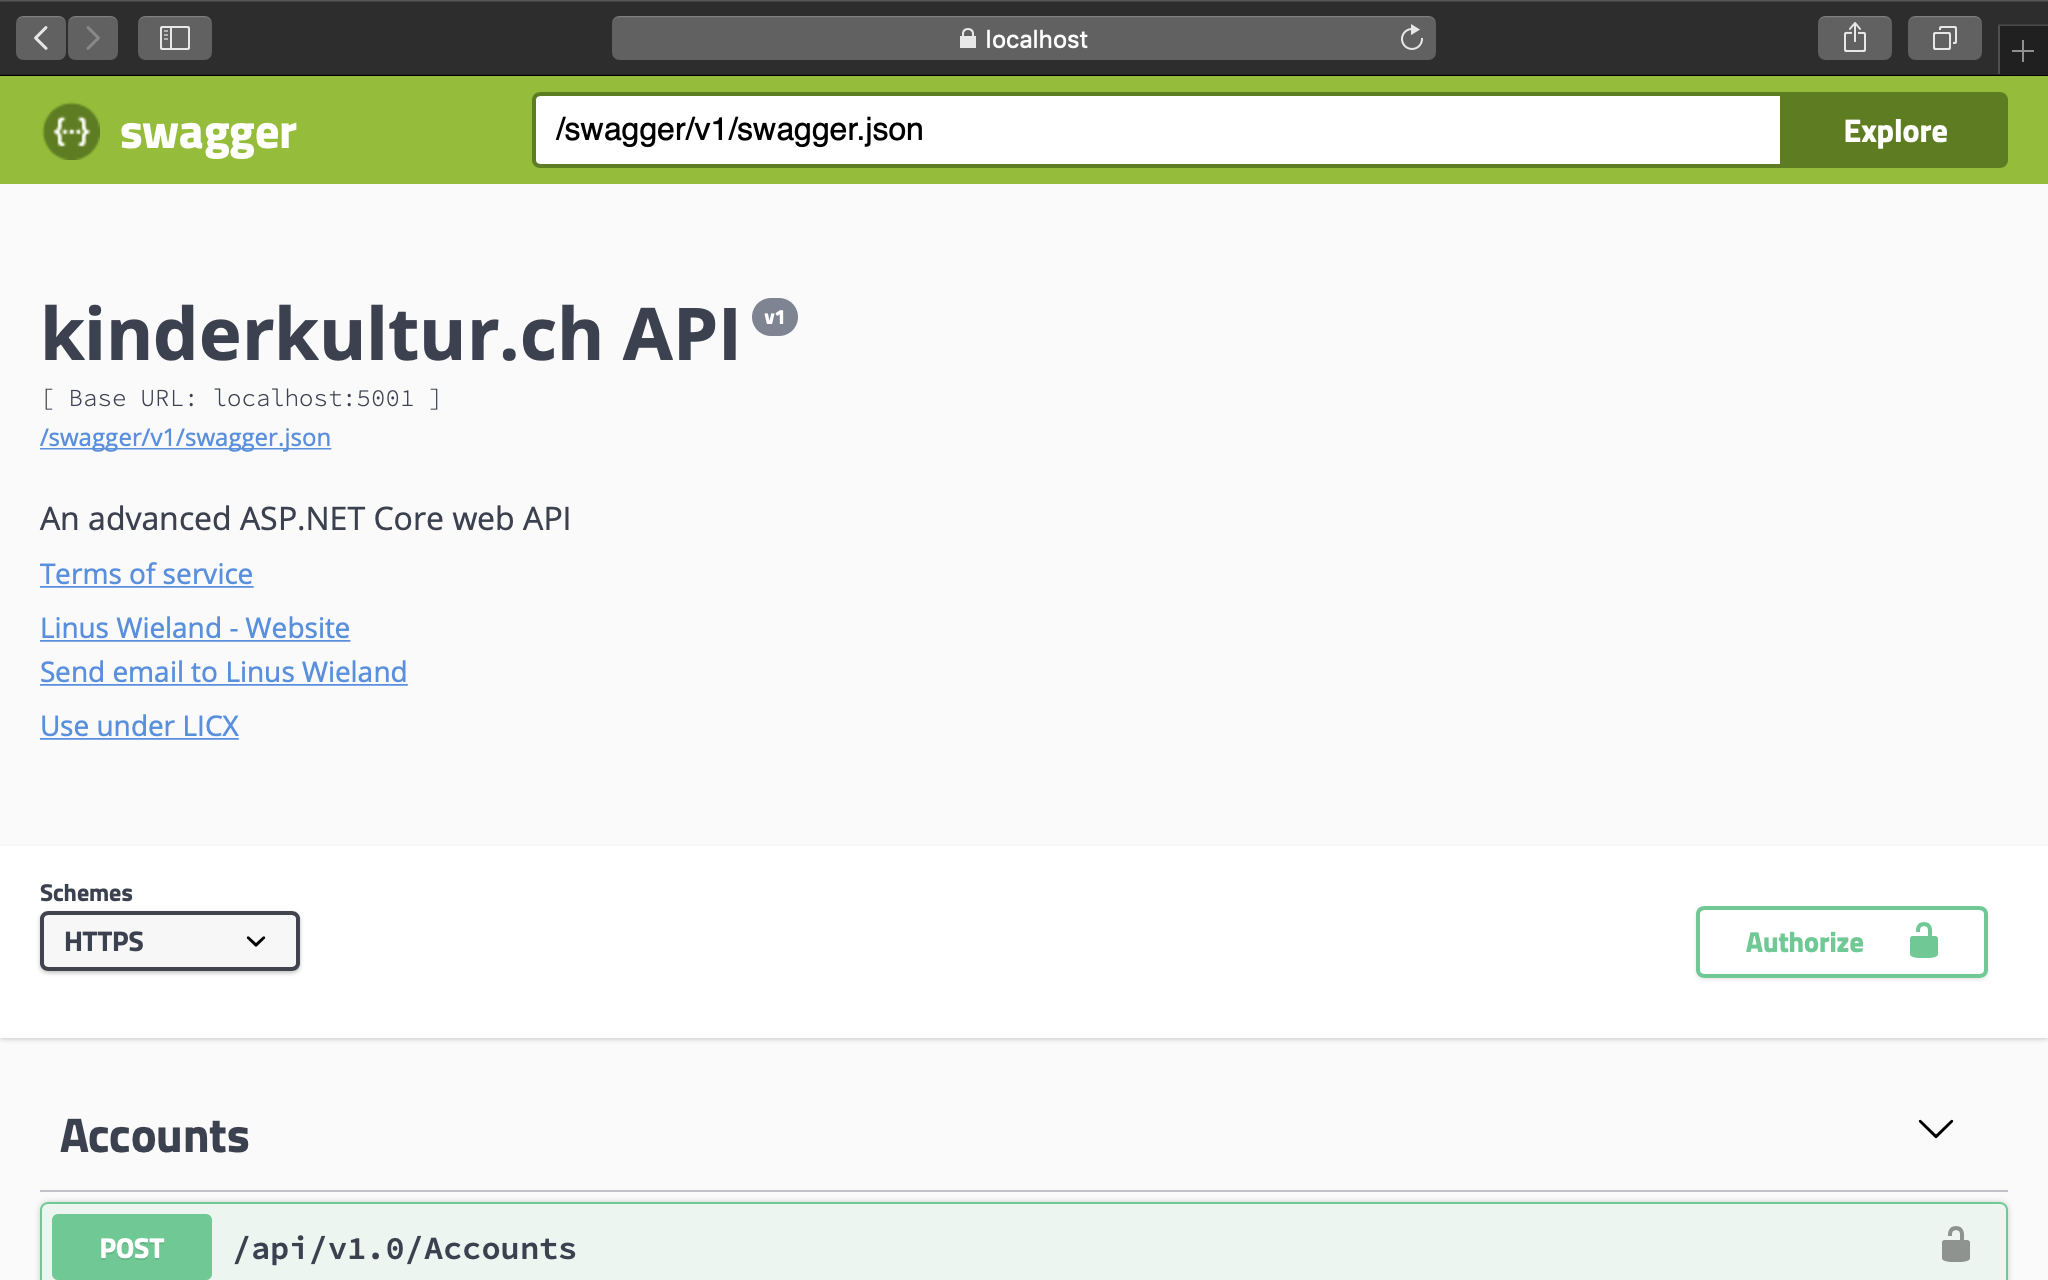 localhost
{···} swagger
/swagger/v1/swagger.json
Explore
kinderkultur.ch API v1
[ Base URL: localhost:5001 ]
/swagger/v1/swagger.json
An advanced ASP.NET Core web API
Terms of service
Linus Wieland - Website
Send email to Linus Wieland
Use under LICX
Schemes
HTTPS
Authorize
Accounts
POST /api/v1.0/Accounts